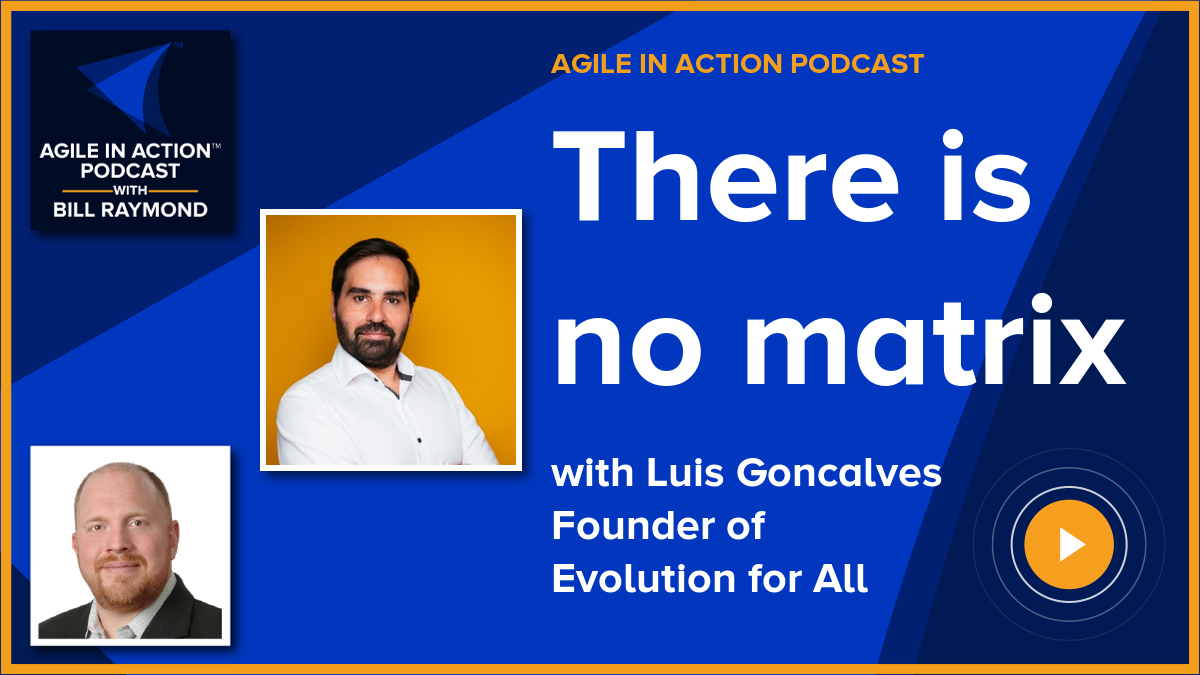 AGILE IN ACTION™
PODCAST
WITH
BILL RAYMOND
AGILE IN ACTION PODCAST
There is
no matrix
with Luis Goncalves
Founder of
Evolution for All
TM